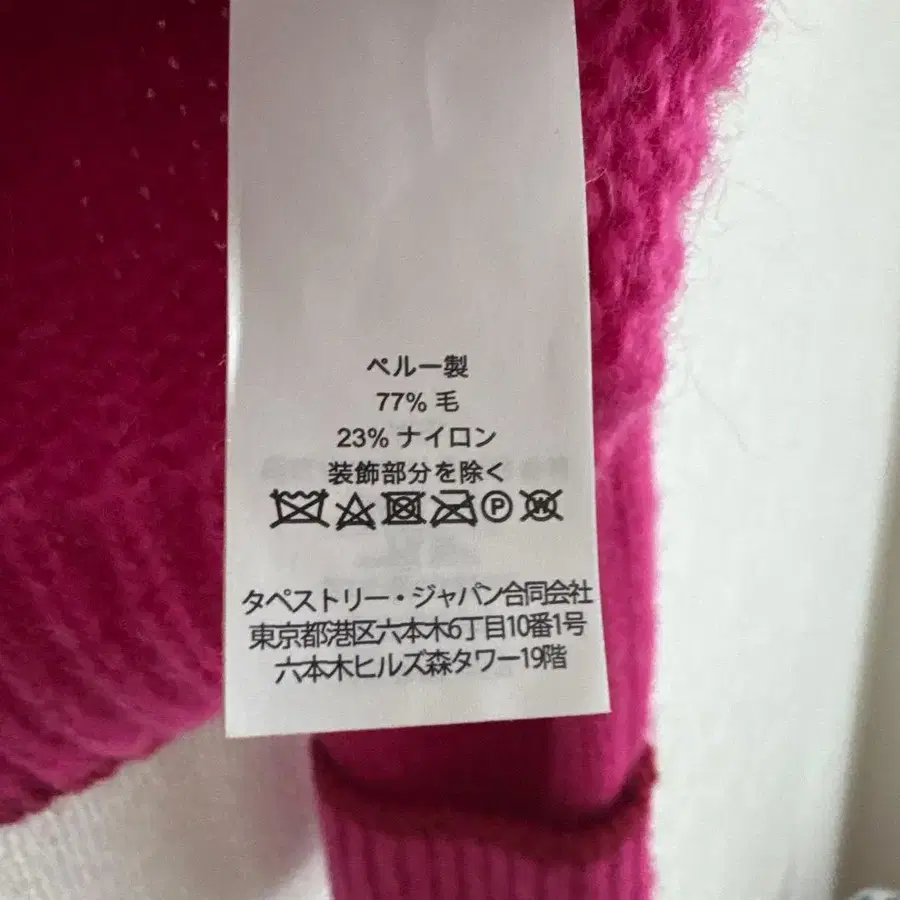 ペルー製
77% 毛
23% ナイロン
装飾部分を除く
P W
タペストリー・ジャパン合同会社
東京都港区六本木6丁目10番1号
六本木ヒルズ森タワー19階